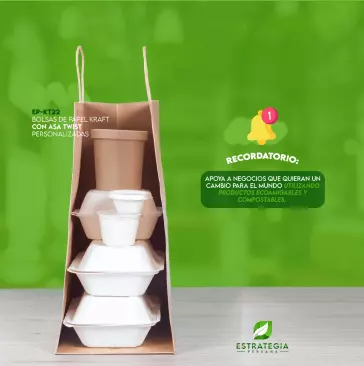 EP-KT22
BOLSAS DE PAPEL KRAFT
CON ASA TWIST
PERSONALIZADAS
1
RECORDATORIO:
APOYA A NEGOCIOS QUE QUIERAN UN
CAMBIO PARA EL MUNDO UTILIZANDO
PRODUCTOS ECOAMIGABLES Y
COMPOSTABLES.
ESTRATEGIA
PERUANA